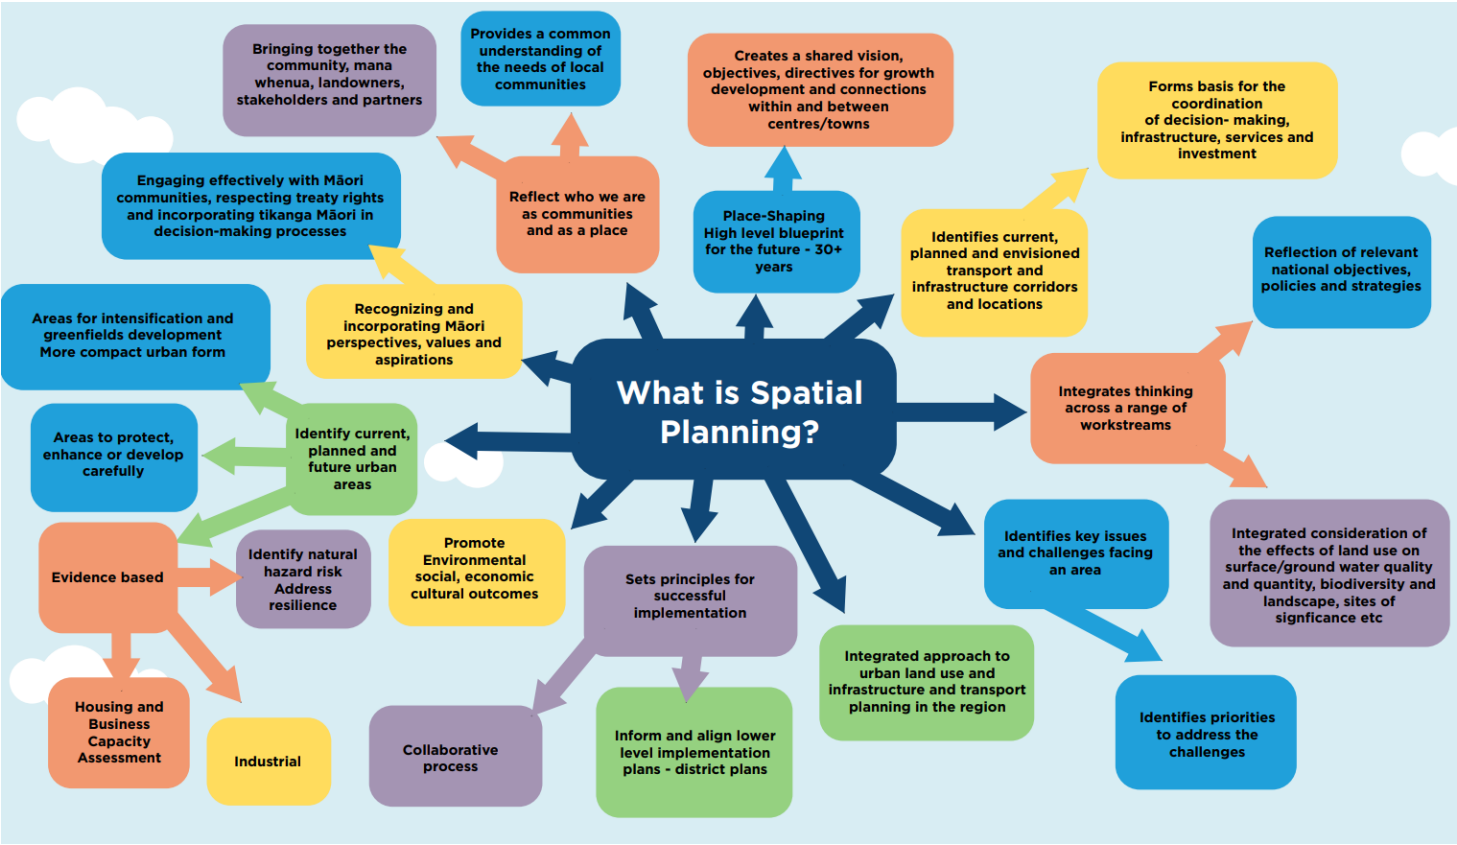 Bringing together the
community, mana
whenua, landowners,
stakeholders and partners
Provides a common
understanding of
the needs of local
communities
Creates a shared vision,
objectives, directives for growth
development and connections
within and between
centres/towns
Forms basis for the
coordination
of decision- making,
infrastructure, services and
investment
Engaging effectively with Māori
communities, respecting treaty rights
and incorporating tikanga Māori in
decision-making processes
Reflect who we are
as communities
and as a place
Place-Shaping
High level blueprint
for the future - 30+
years
Identifies current,
planned and envisioned
transport and
infrastructure corridors
and locations
Reflection of relevant
national objectives,
policies and strategies
Areas for intensification and
greenfields development
More compact urban form
Recognizing and
incorporating Māori
perspectives, values and
aspirations
What is Spatial
Planning?
Integrates thinking
across a range of
workstreams
Areas to protect,
enhance or develop
carefully
Identify current,
planned and
future urban
areas
Evidence based
Identify natural
hazard risk
Address
resilience
Promote
Environmental
social, economic
cultural outcomes
Sets principles for
successful
implementation
Identifies key issues
and challenges facing
an area
Integrated consideration of
the effects of land use on
surface/ground water quality
and quantity, biodiversity and
landscape, sites of
signficance etc
Integrated approach to
urban land use and
infrastructure and transport
planning in the region
Housing and
Business
Capacity
Assessment
Industrial
Collaborative
process
Inform and align lower
level implementation
plans - district plans
Identifies priorities
to address the
challenges